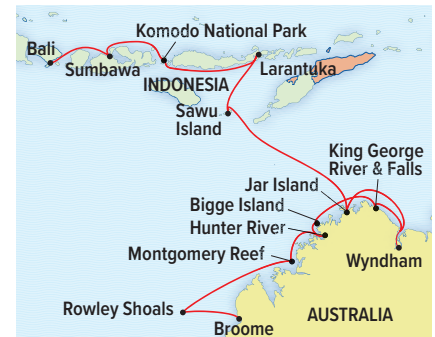 Komodo National Park
Bali
Sumbawa
Larantuka
INDONESIA
Sawu
Island
King George
River & Falls
Jar Island
Bigge Island
Hunter River
Montgomery Reef
Wyndham
Rowley Shoals
Broome
AUSTRALIA